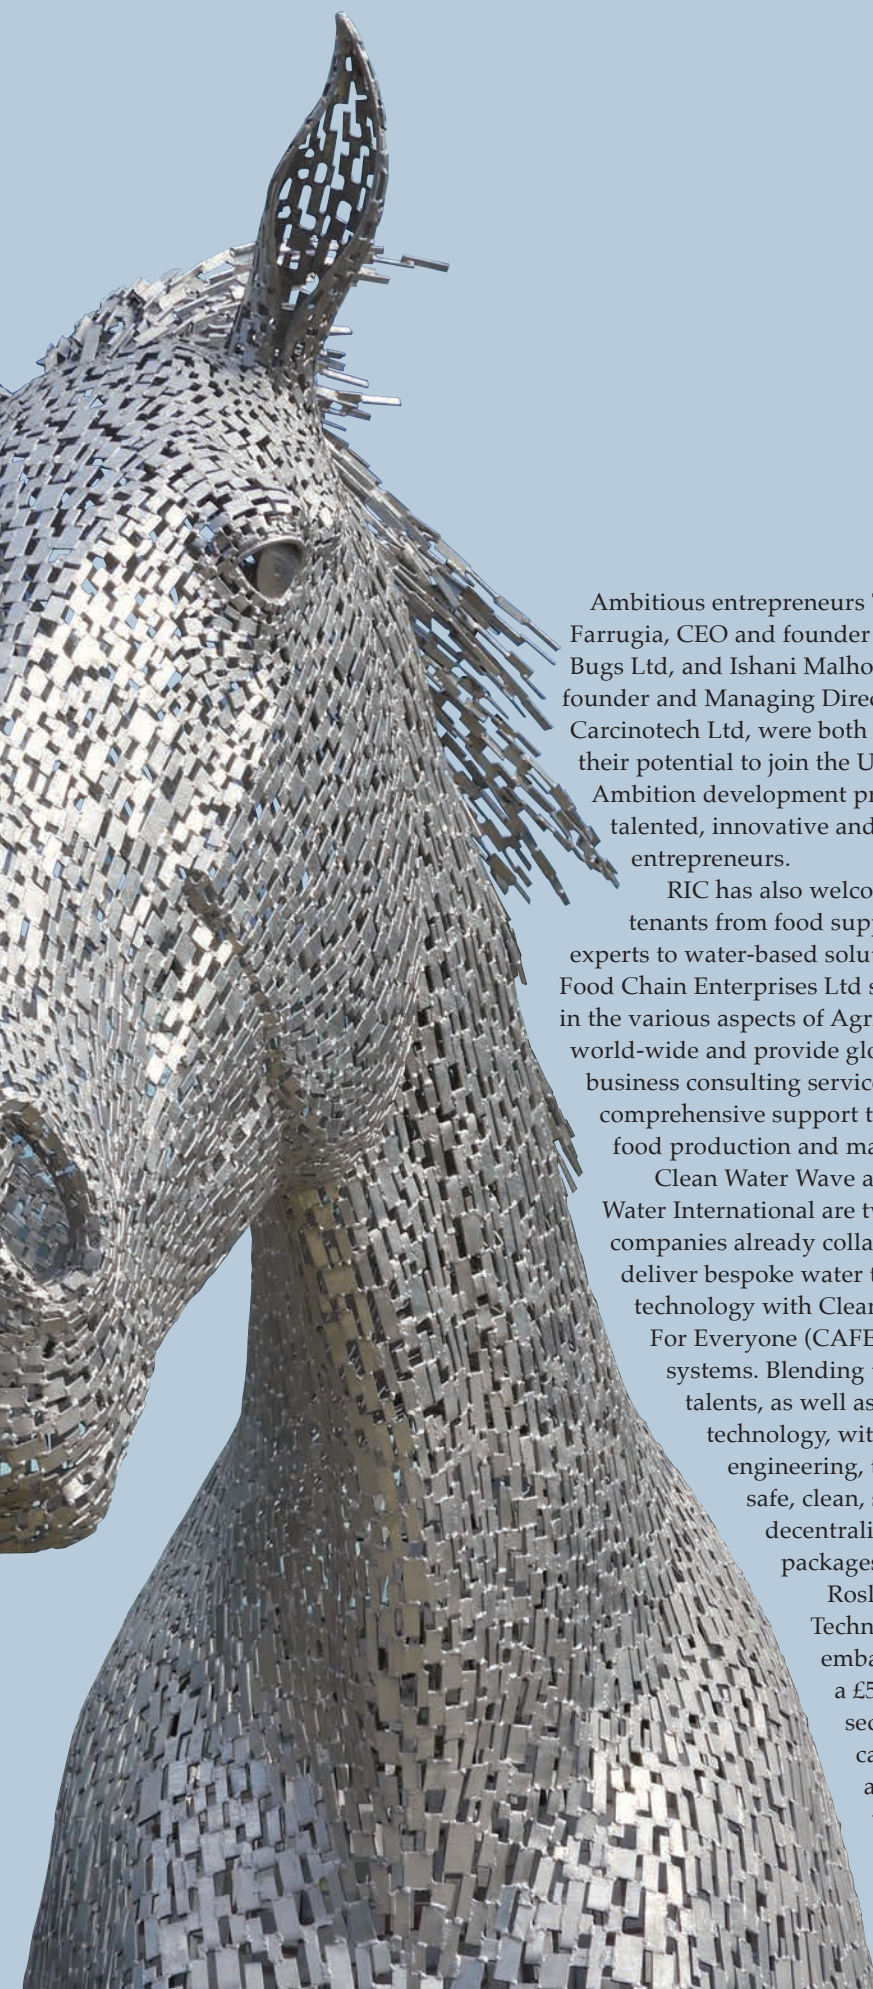 Ambitious entrepreneurs
Farrugia, CEO and founder
Bugs Ltd, and Ishani Malho
founder and Managing Direc
Carcinotech Ltd, were both
their potential to join the U
Ambition development pr
talented, innovative and
entrepreneurs.
RIC has also welco
tenants from food supp
experts to water-based solut
Food Chain Enterprises Ltd s
in the various aspects of Agr
world-wide and provide glo
business consulting service
comprehensive support t
food production and ma
Clean Water Wave a
Water International are tw
companies already colla
deliver bespoke water t
technology with Clean
For Everyone (CAFE
systems. Blending
talents, as well as
technology, wit
engineering, t
safe, clean, s
decentrali
packages
Rosl
Techn
emba
a £5
sec
ca
a